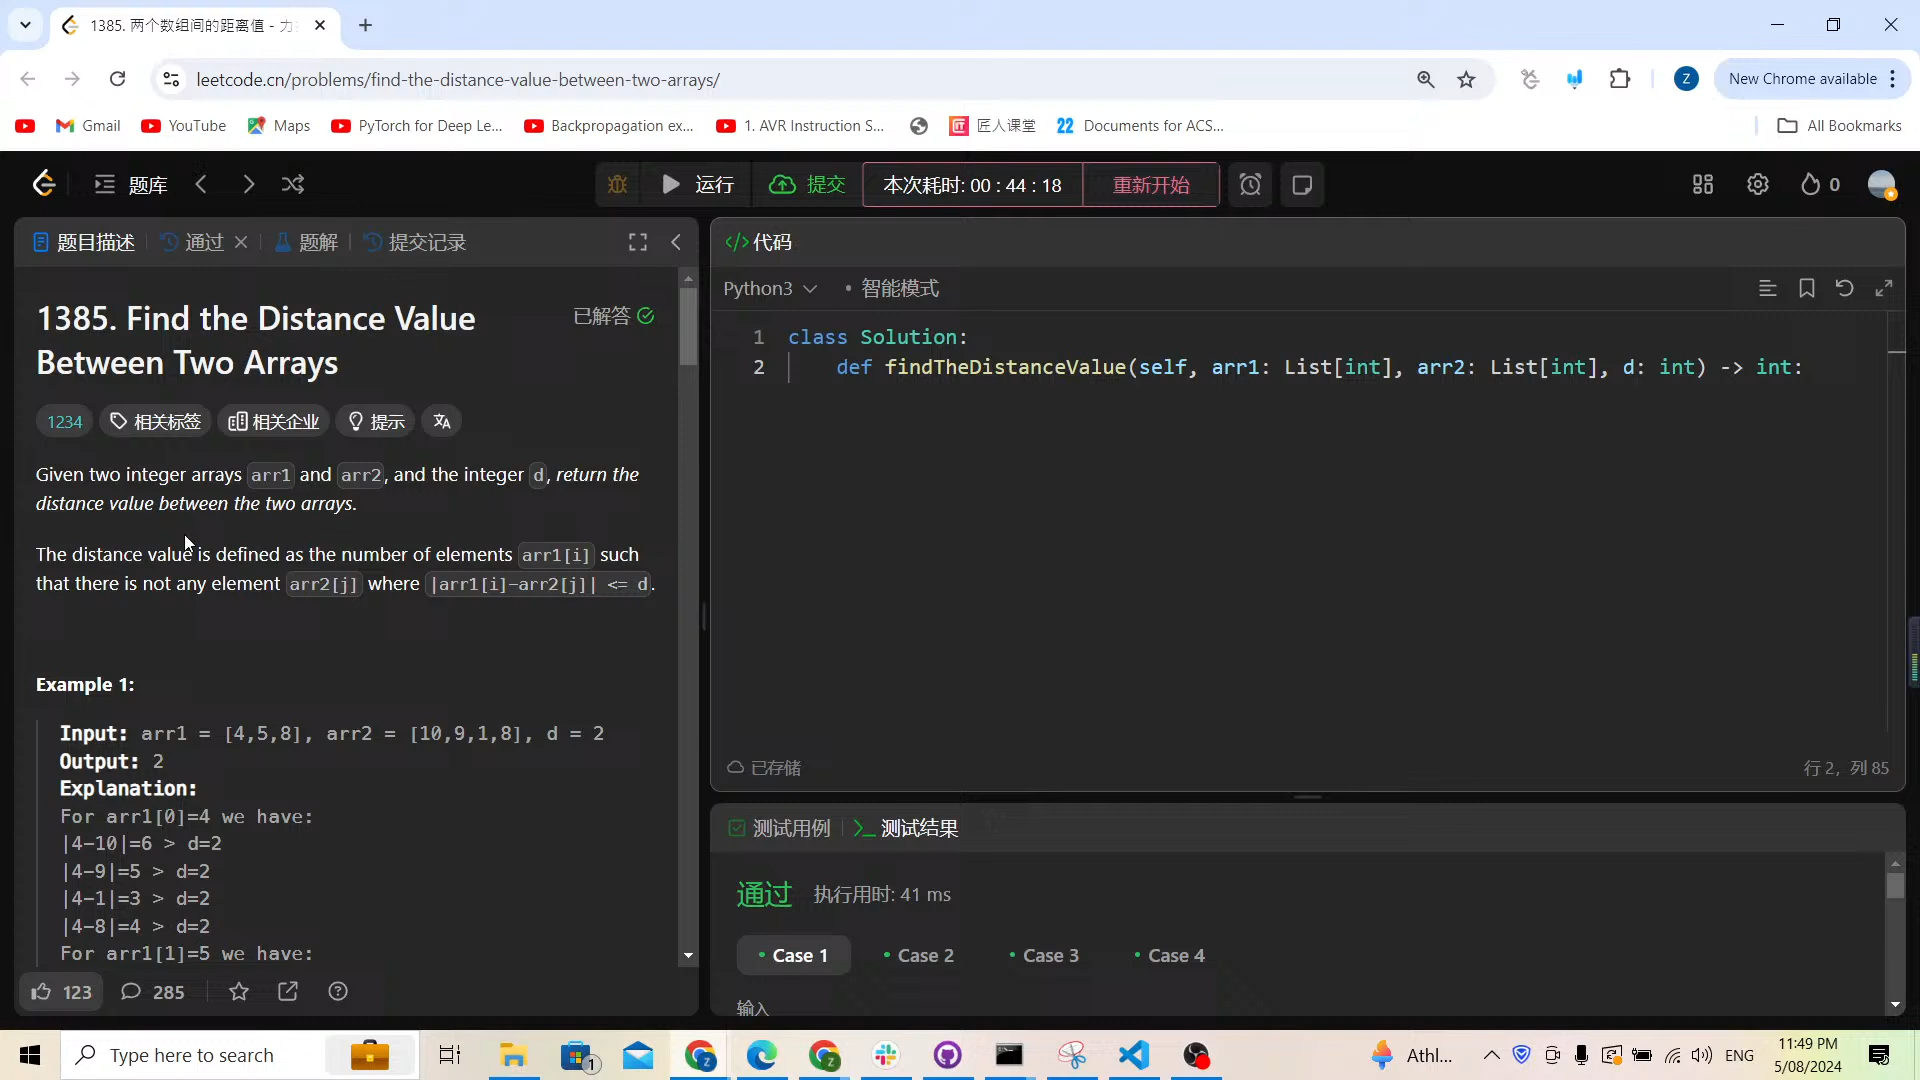 1385. 两个数组间的距离值 - 力
leetcode.cn/problems/find-the-distance-value-between-two-arrays/
Z
New Chrome available
Gmail
YouTube
Maps
PyTorch for Deep Le...
Backpropagation ex...
1. AVR Instruction S...
匠人课堂
22 Documents for ACS...
All Bookmarks
题库
运行
提交
本次耗时: 00 : 44 : 18
重新开始
0
题目描述
通过
题解
提交记录
1385. Find the Distance Value
Between Two Arrays
已解答
1234
相关标签
相关企业
提示
Given two integer arrays arr1 and arr2, and the integer d, return the
distance value between the two arrays.
The distance value is defined as the number of elements arr1[i] such
that there is not any element arr2[j] where |arr1[i]-arr2[j]| <= d.
Example 1:
Input: arr1 = [4,5,8], arr2 = [10,9,1,8], d = 2
Output: 2
Explanation:
For arr1[0]=4 we have:
|4-10|=6 > d=2
|4-9|=5 > d=2
|4-1|=3 > d=2
|4-8|=4 > d=2
For arr1[1]=5 we have:
123
285
</> 代码
Python3
• 智能模式
1 class Solution:
2 def findTheDistanceValue(self, arr1: List[int], arr2: List[int], d: int) -> int:
已存储
行 2, 列 85
测试用例
测试结果
通过
执行用时: 41 ms
• Case 1
• Case 2
• Case 3
• Case 4
输入
Type here to search
1
Athl...
ENG
11:49 PM
5/08/2024